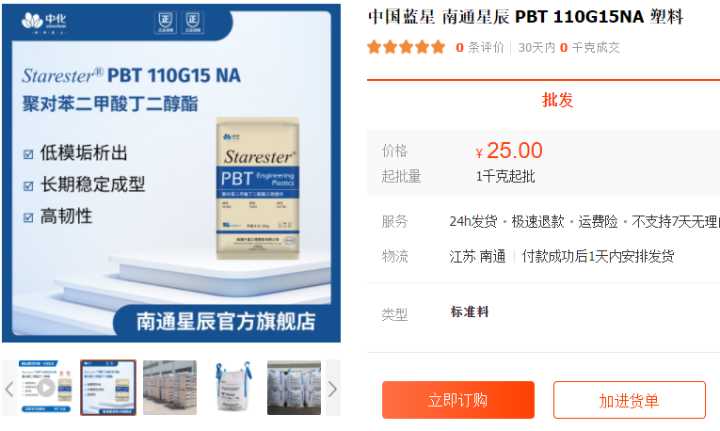 中化
Starester® PBT 110G15 NA
聚对苯二甲酸丁二醇酯
低模垢析出
长期稳定成型
高韧性
中化
Starester®
PBT
Engineering
Plastics
南通星辰官方旗舰店
中国蓝星 南通星辰 PBT 110G15NA 塑料
0 条评价 30天内 0 千克成交
批发
价格 ¥ 25.00
起批量 1千克起批
服务 24h发货 · 极速退款 · 运费险 · 不支持7天无理由
物流 江苏 南通 付款成功后1天内安排发货
类型 标准料
立即订购 加进货单